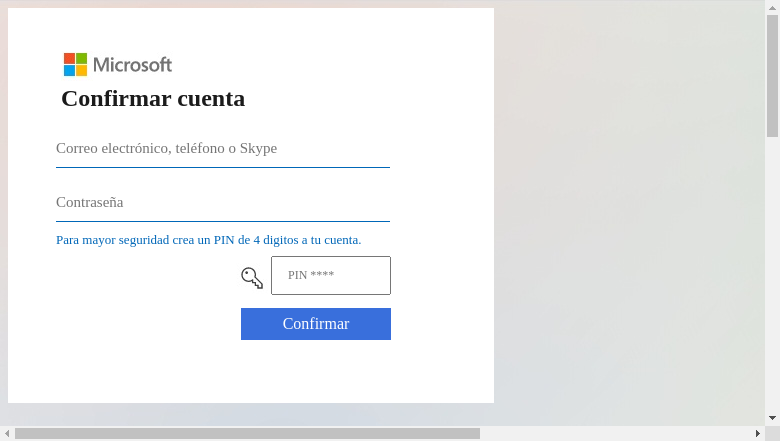 Microsoft
Confirmar cuenta
Correo electrónico, teléfono o Skype
Contraseña
Para mayor seguridad crea un PIN de 4 digitos a tu cuenta.
PIN ****
Confirmar